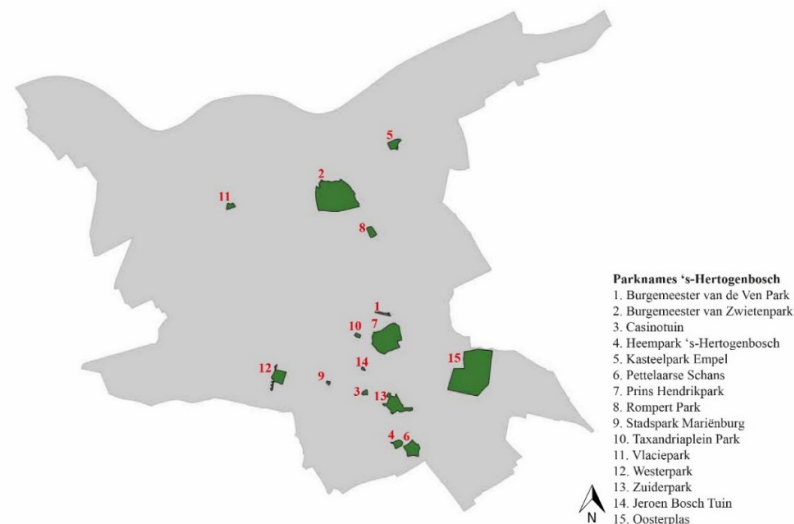 5
2
11
8
1
10
7
14
15
12
9
3
13
4
6
Parknames ‘s-Hertogenbosch
1. Burgemeester van de Ven Park
2. Burgemeester van Zwietenpark
3. Casinotuin
4. Heempark ‘s-Hertogenbosch
5. Kasteelpark Empel
6. Pettelaarse Schans
7. Prins Hendrikpark
8. Rompert Park
9. Stadspark Mariënburg
10. Taxandriaplein Park
11. Vlaciepark
12. Westerpark
13. Zuiderpark
14. Jeroen Bosch Tuin
15. Oosterplas
N